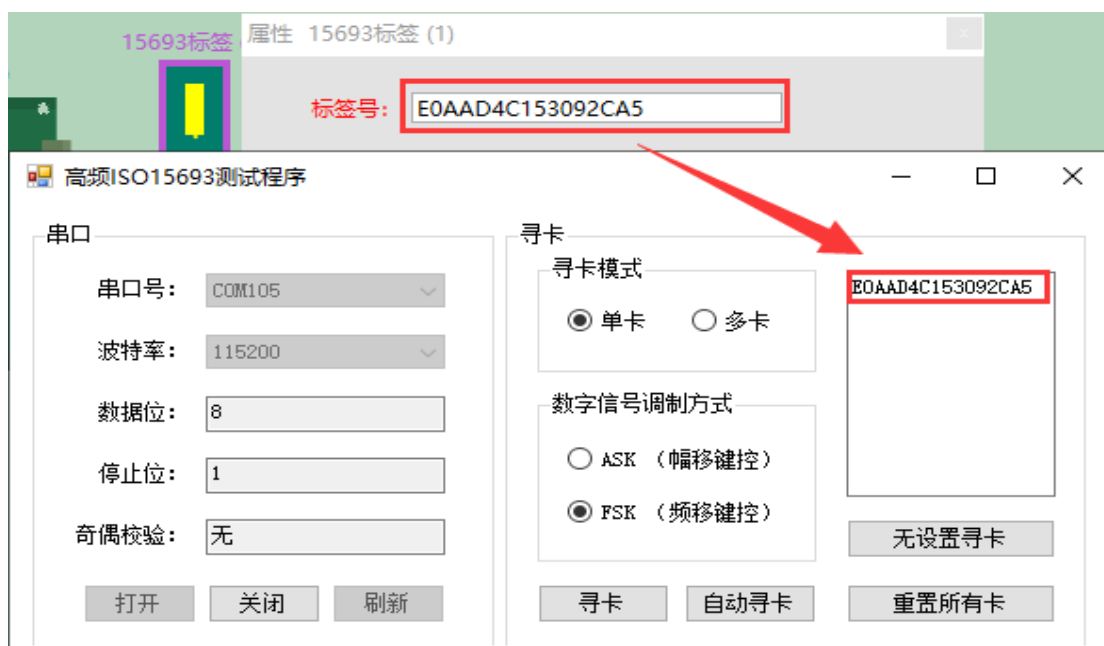 15693标签
属性 15693标签 (1)
x
标签号：
E0AAD4C153092CA5
高频ISO15693测试程序
串口
串口号：
COM105
波特率：
115200
数据位：
8
停止位：
1
奇偶校验：
无
打开
关闭
刷新
寻卡
寻卡模式
单卡
多卡
数字信号调制方式
ASK （幅移键控）
FSK （频移键控）
寻卡
自动寻卡
E0AAD4C153092CA5
无设置寻卡
重置所有卡